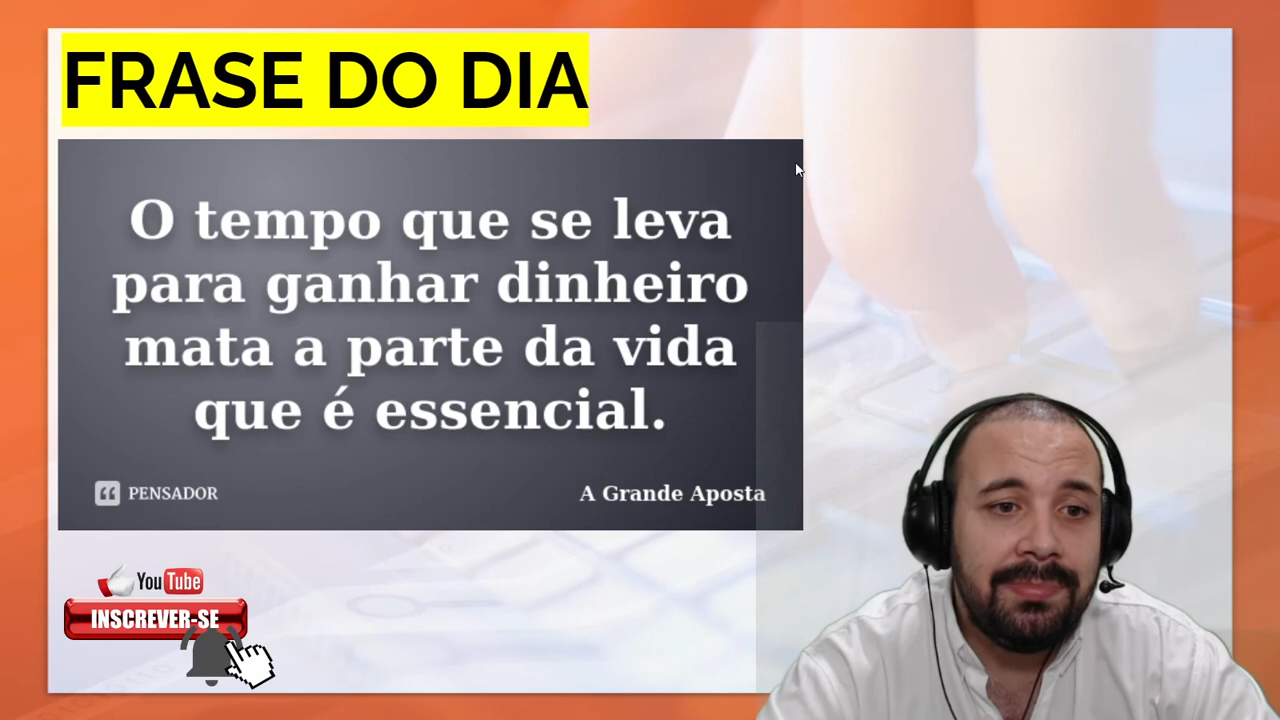 FRASE DO DIA
O tempo que se leva
para ganhar dinheiro
mata a parte da vida
que é essencial.
PENSADOR
A Grande Aposta
YouTube
INSCREVER-SE